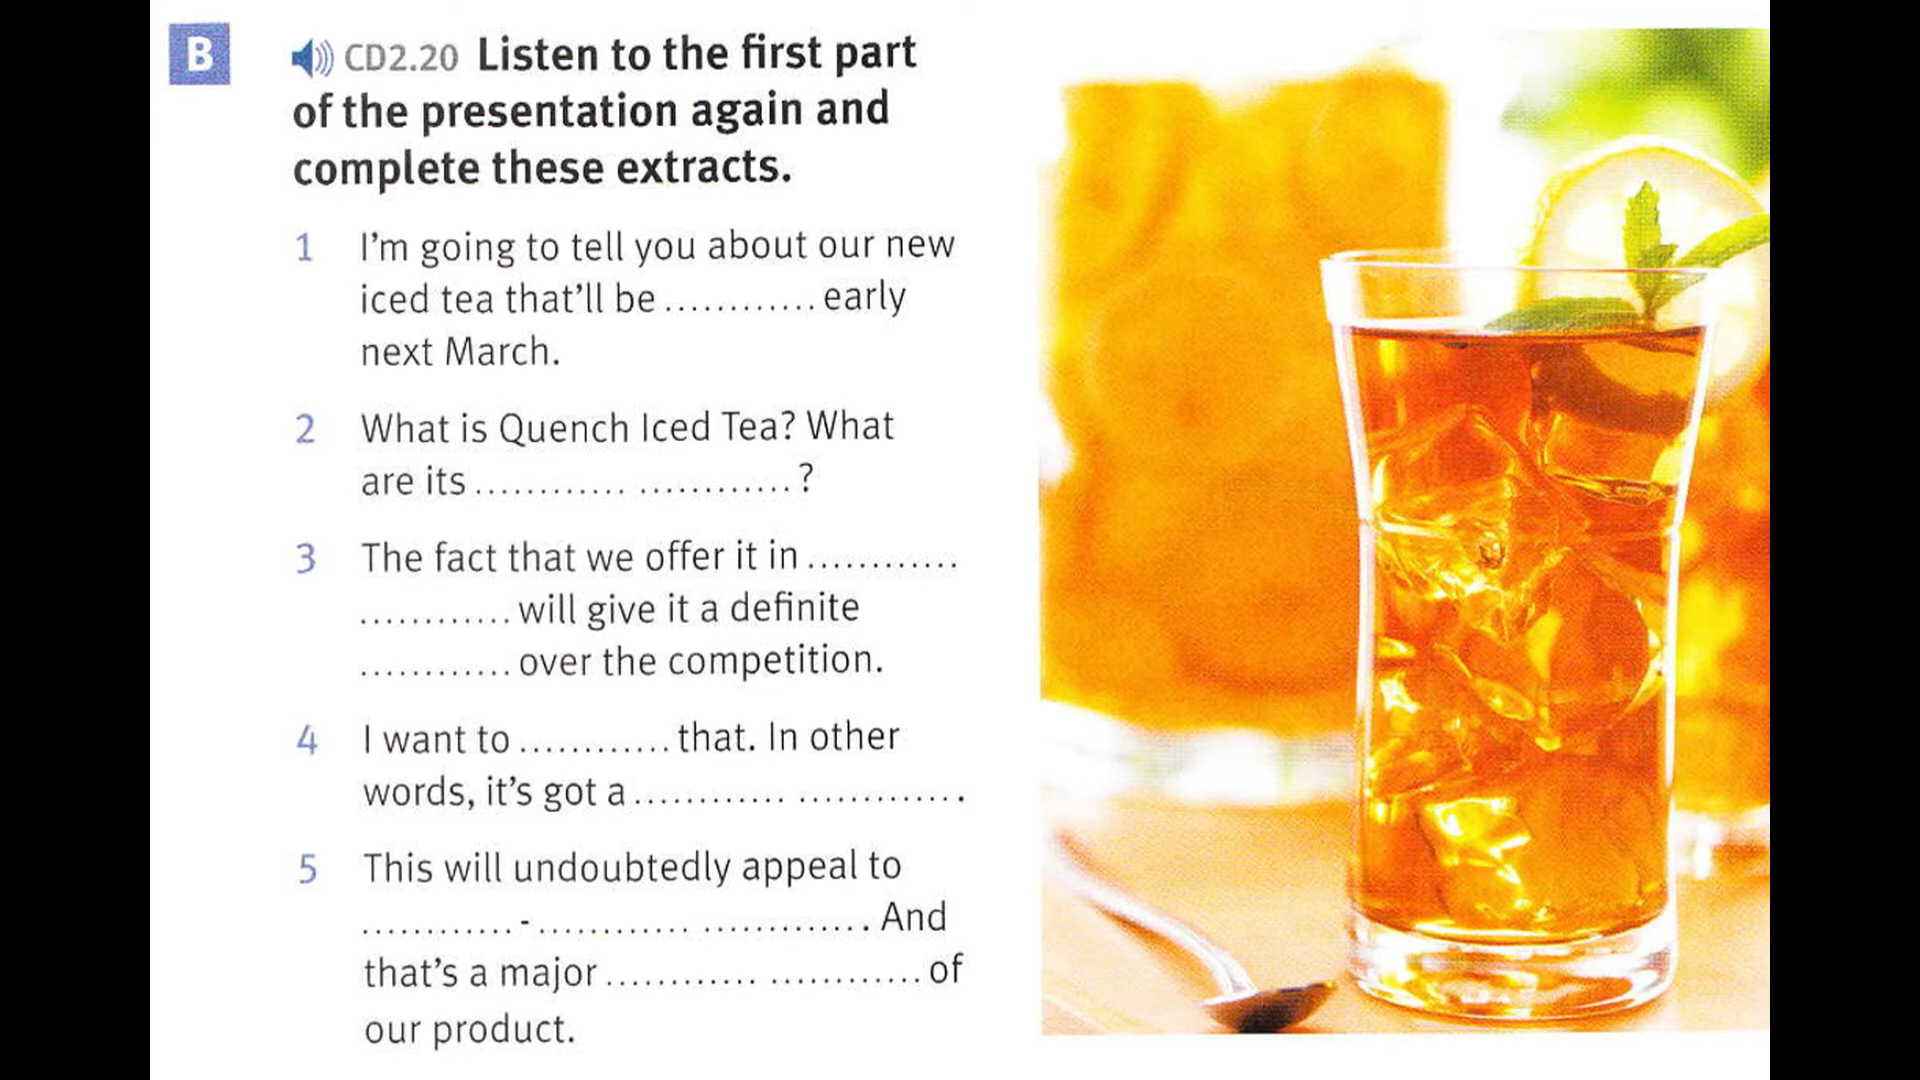 B CD2.20 Listen to the first part
of the presentation again and
complete these extracts.
1 I'm going to tell you about our new
iced tea that'll be ............ early
next March.
2 What is Quench Iced Tea? What
are its ............ ............?
3 The fact that we offer it in ............
............ will give it a definite
............ over the competition.
4 I want to ............ that. In other
words, it's got a ............ ............ .
5 This will undoubtedly appeal to
............-............ ............ . And
that's a major ............ ............ of
our product.